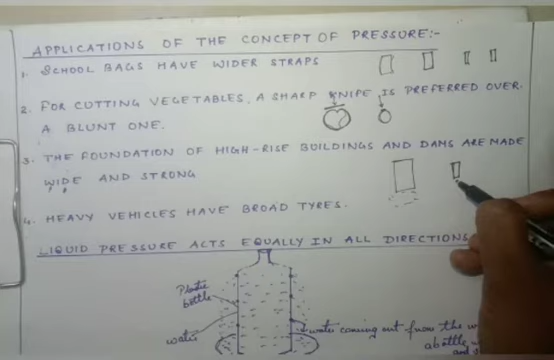 APPLICATIONS OF THE CONCEPT OF PRESSURE:-
1. SCHOOL BAGS HAVE WIDER STRAPS
2. FOR CUTTING VEGETABLES, A SHARP KNIFE IS PREFERRED OVER
A BLUNT ONE.
3. THE FOUNDATION OF HIGH-RISE BUILDINGS AND DAMS ARE MADE
WIDE AND STRONG
4. HEAVY VEHICLES HAVE BROAD TYRES.
LIQUID PRESSURE ACTS EQUALLY IN ALL DIRECTIONS
Plastic
bottle
water
water coming out from the
a bottle